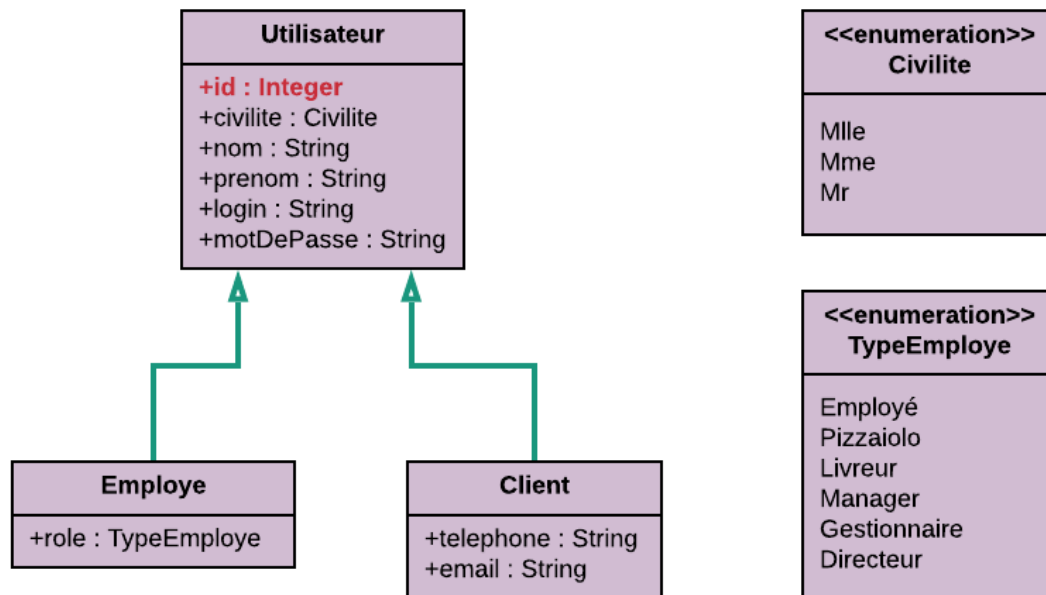 Utilisateur
+id : Integer
+civilite : Civilite
+nom : String
+prenom : String
+login : String
+motDePasse : String
<<enumeration>>
Civilite
Mlle
Mme
Mr
<<enumeration>>
TypeEmploye
Employé
Pizzaiolo
Livreur
Manager
Gestionnaire
Directeur
Employe
+role : TypeEmploye
Client
+telephone : String
+email : String